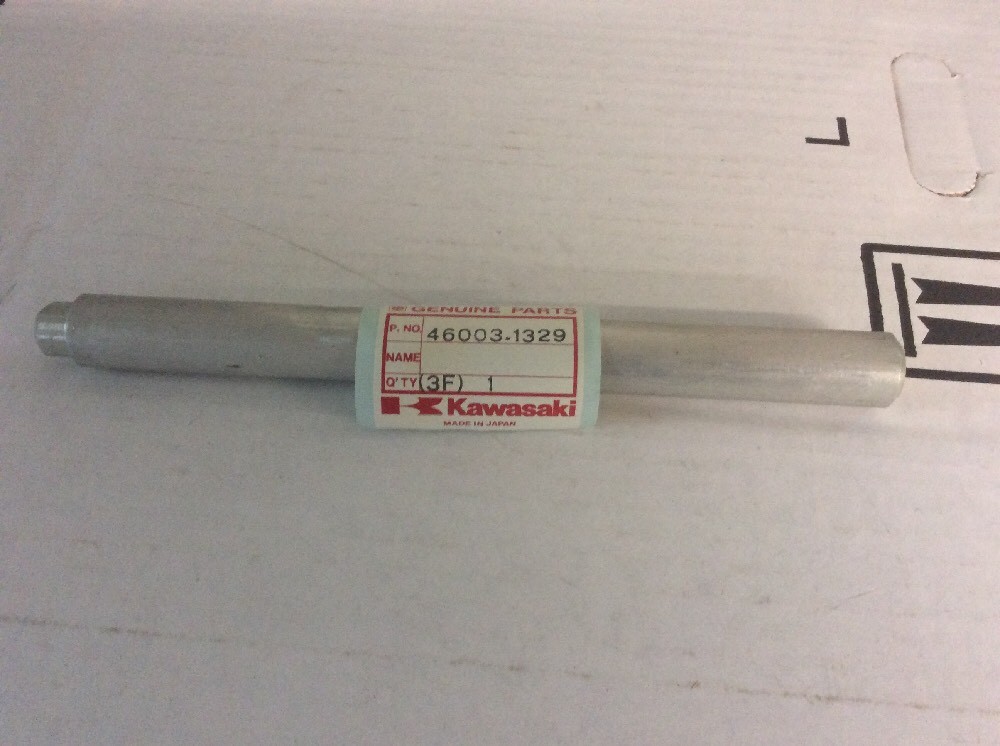 GENUINE PARTS
P. NO. 46003-1329
NAME
Q'TY (3F) 1
Kawasaki
MADE IN JAPAN
L